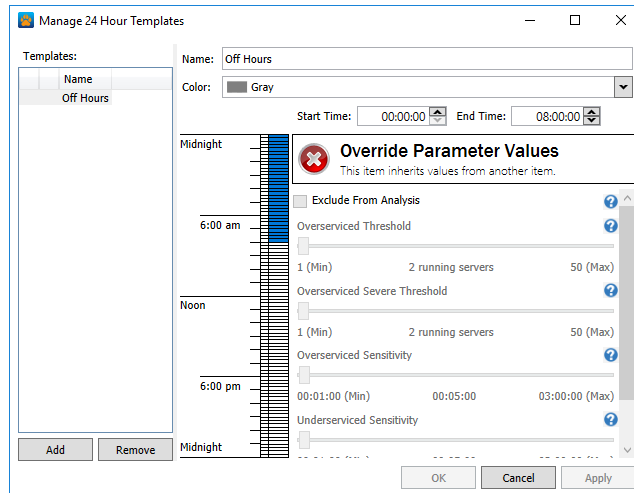 Manage 24 Hour Templates
Templates:
Name
Off Hours
Add
Remove
Name: Off Hours
Color: Gray
Start Time: 00:00:00 End Time: 08:00:00
Midnight
6:00 am
Noon
6:00 pm
Midnight
Override Parameter Values
This item inherits values from another item.
Exclude From Analysis
Overserviced Threshold
1 (Min) 2 running servers 50 (Max)
Overserviced Severe Threshold
1 (Min) 2 running servers 50 (Max)
Overserviced Sensitivity
00:01:00 (Min) 00:05:00 03:00:00 (Max)
Underserviced Sensitivity
OK Cancel Apply